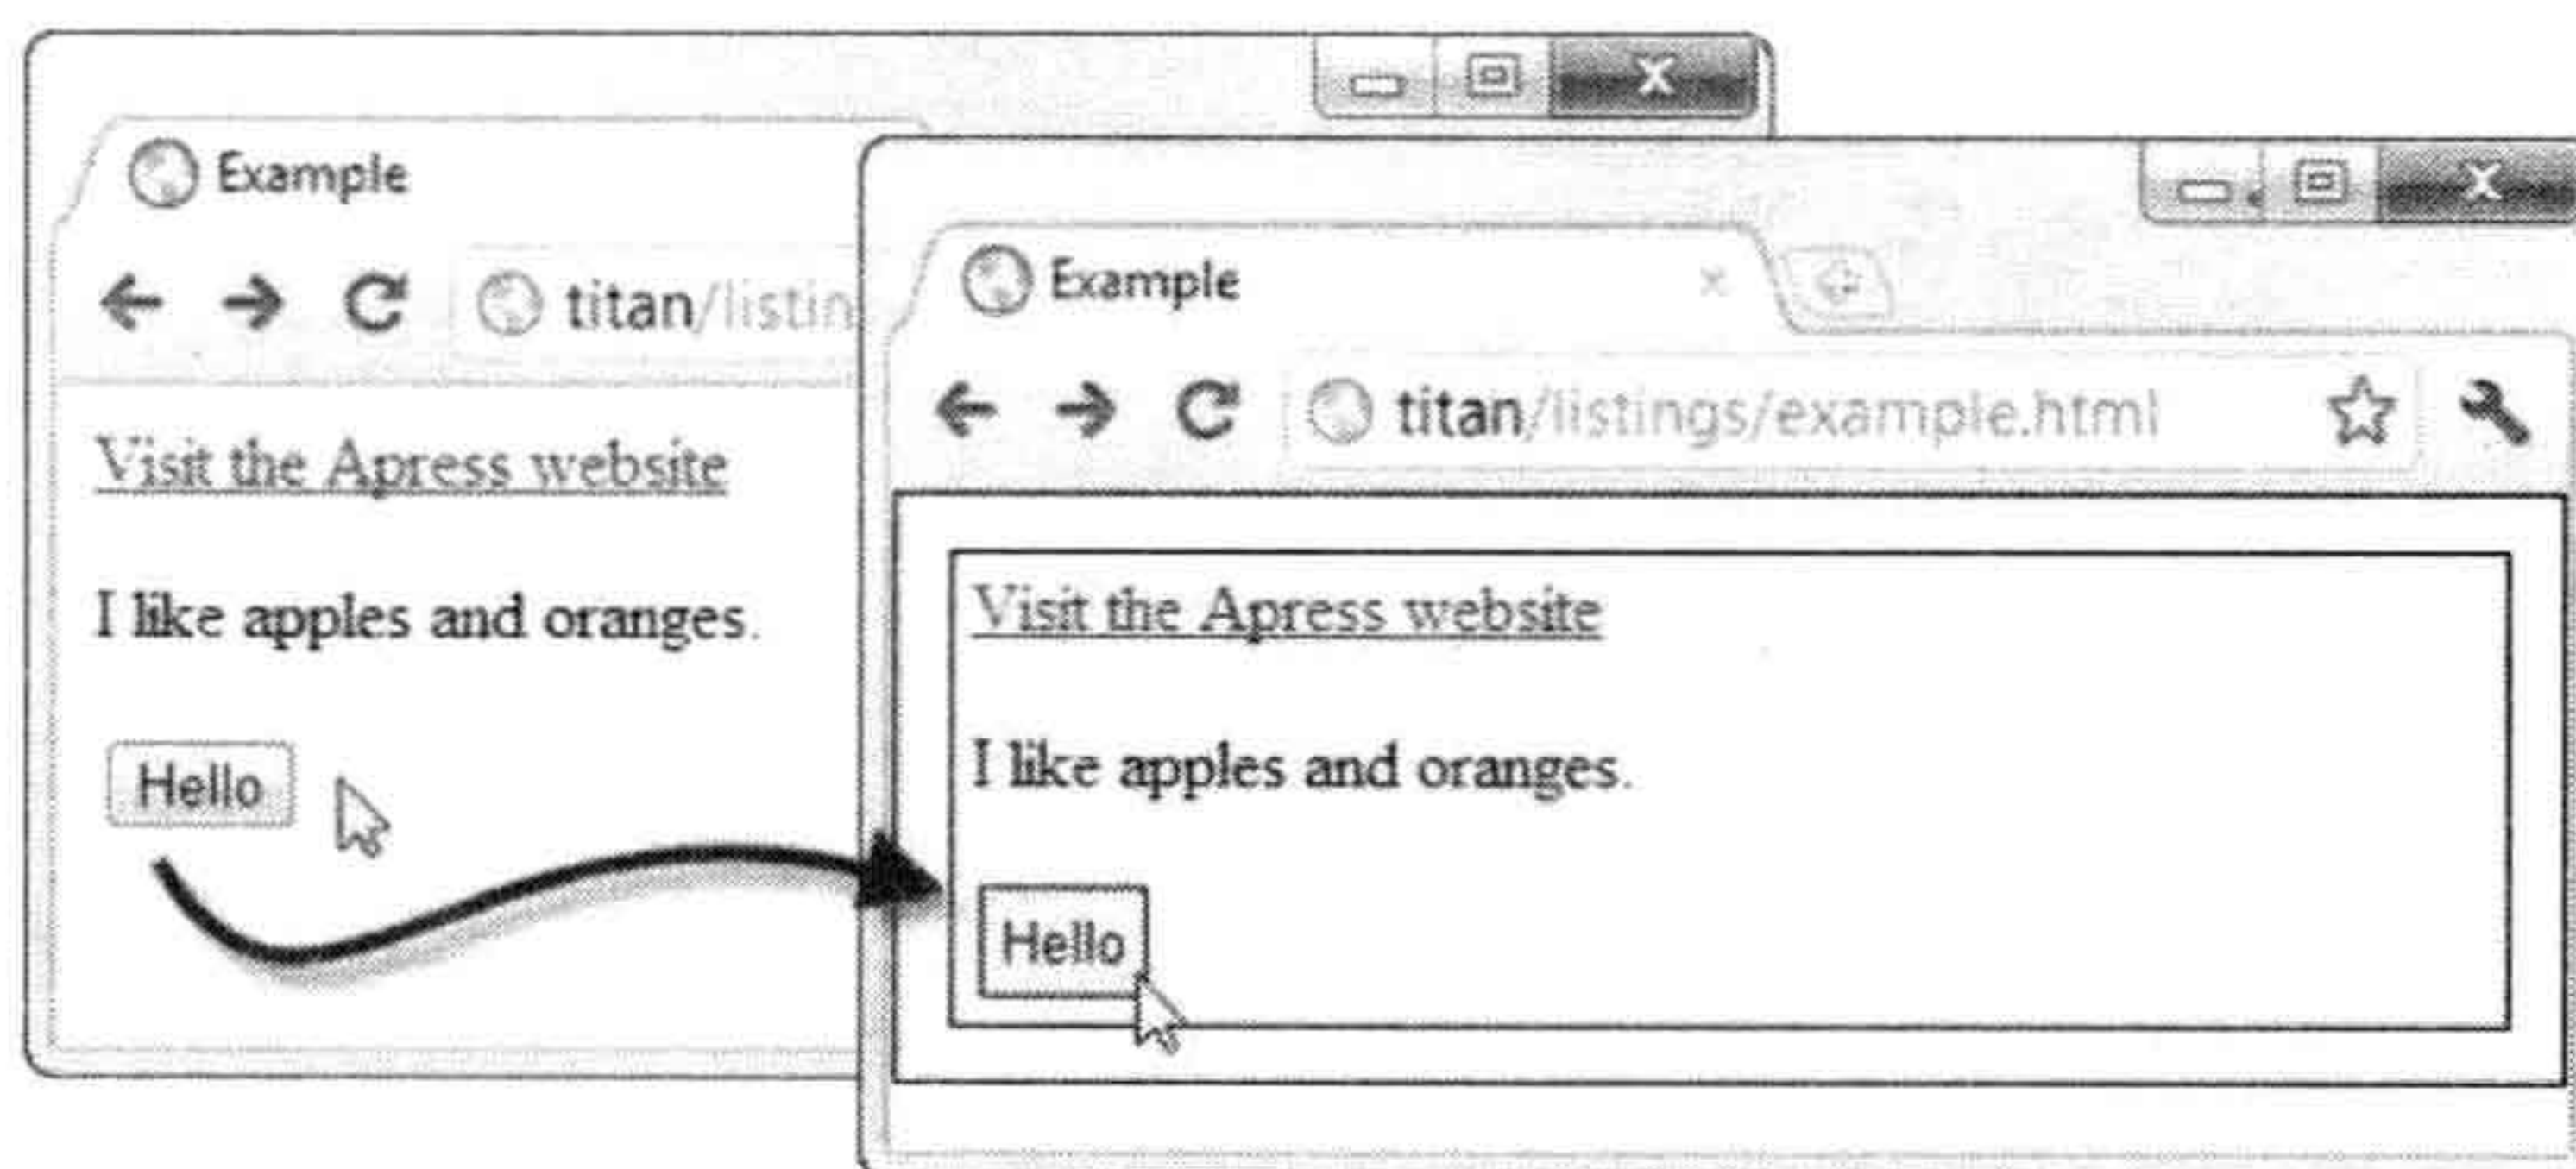 Example
titan/listin
Visit the Apress website
I like apples and oranges.
Hello
Example
titan/listings/example.html
Visit the Apress website
I like apples and oranges.
Hello